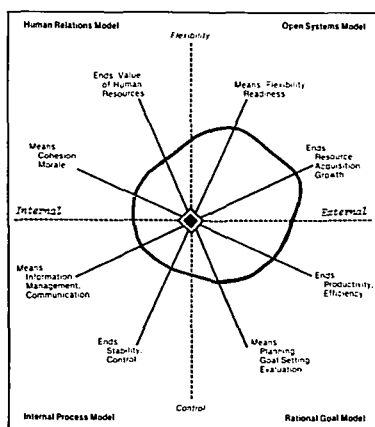 Human Relations Model
Open Systems Model
Flexibility
Ends: Value
of Human
Resources
Means: Flexibility
Readiness
Means
Cohesion
Morale
Ends
Resource
Acquisition
Growth
Internal
External
Means
Information
Management,
Communication
Ends
Productivity,
Efficiency
Ends
Stability,
Control
Means
Planning
Goal Setting
Evaluation
Control
Internal Process Model
Rational Goal Model